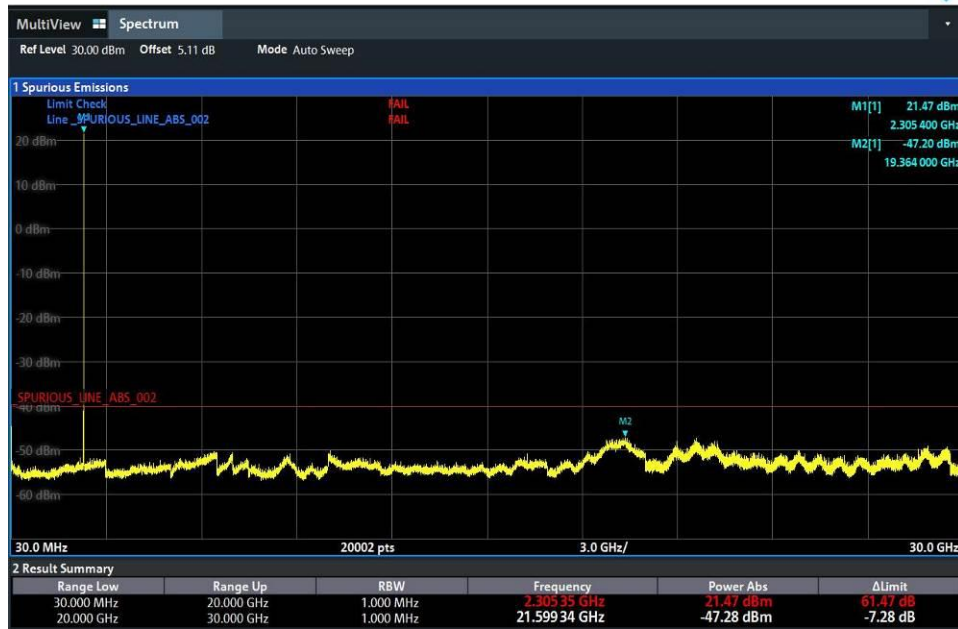 MultiView Spectrum
Ref Level 30.00 dBm Offset 5.11 dB Mode Auto Sweep
1 Spurious Emissions
Limit Check FAIL M1[1] 21.47 dBm
Line _SPURIOUS_LINE_ABS_002 FAIL 2.305 400 GHz
M2[1] -47.20 dBm
19.364 000 GHz
20 dBm
10 dBm
0 dBm
-10 dBm
-20 dBm
-30 dBm
_SPURIOUS_LINE_ABS_002
-40 dBm
M2
-50 dBm
-60 dBm
30.0 MHz 20002 pts 3.0 GHz/ 30.0 GHz
2 Result Summary
Range Low Range Up RBW Frequency Power Abs ΔLimit
30.000 MHz 20.000 GHz 1.000 MHz 2.305 35 GHz 21.47 dBm 61.47 dB
20.000 GHz 30.000 GHz 1.000 MHz 21.599 34 GHz -47.28 dBm -7.28 dB